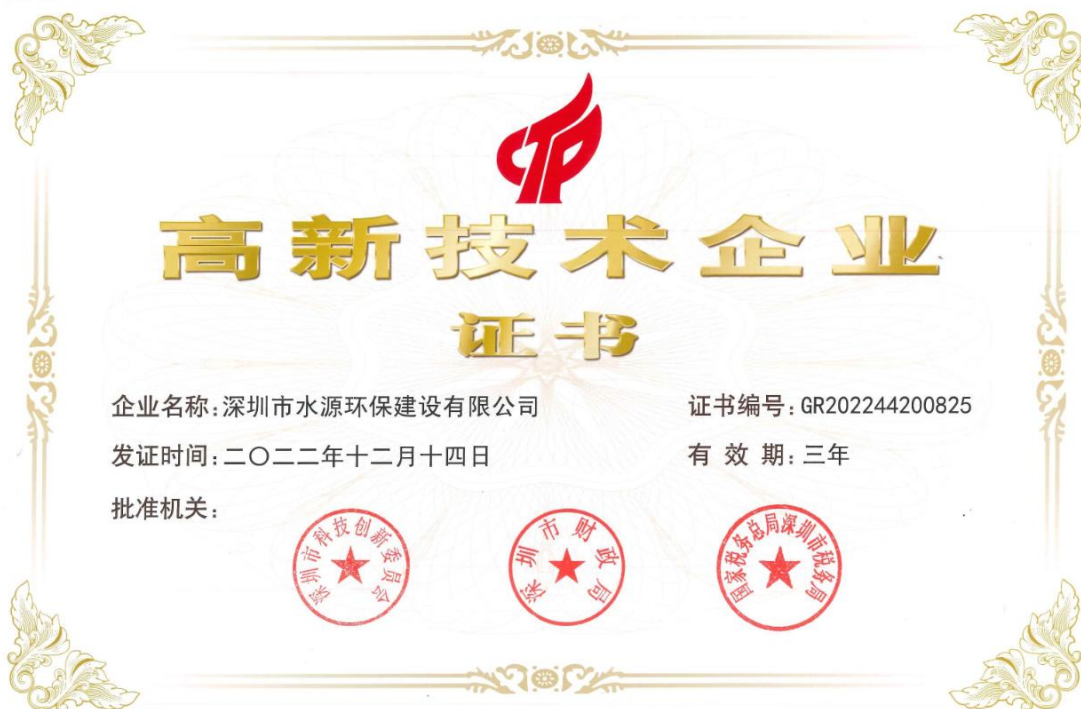 高新技术企业
证书
企业名称:深圳市水源环保建设有限公司
证书编号:GR202244200825
发证时间:二〇二二年十二月十四日
有效期:三年
批准机关:
深圳市科技创新委员会
深圳市财政局
国家税务总局深圳市税务局